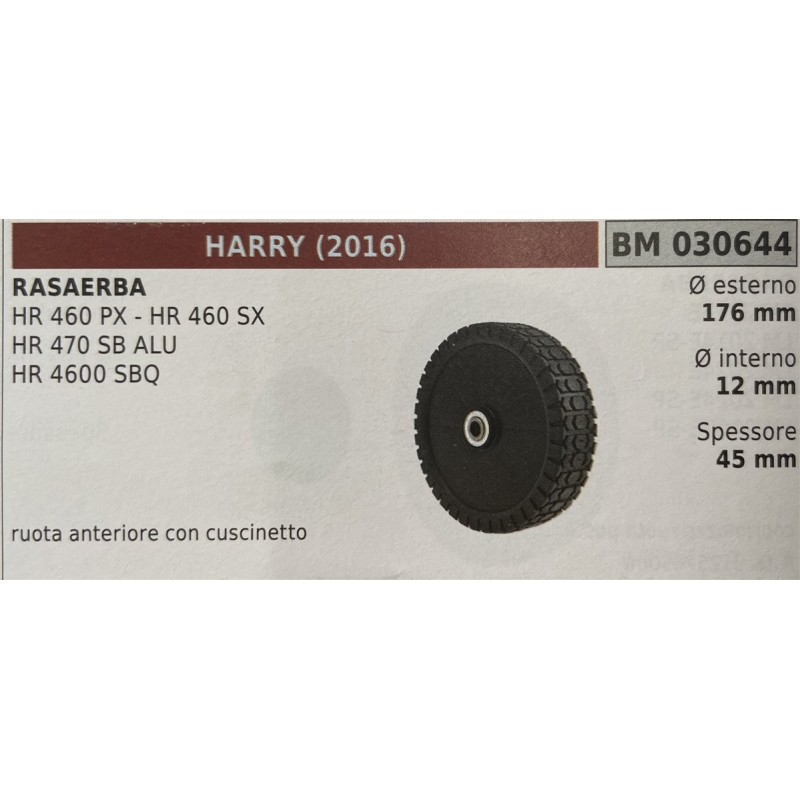 HARRY (2016)
BM 030644
RASAERBA
HR 460 PX - HR 460 SX
HR 470 SB ALU
HR 4600 SBQ
ruota anteriore con cuscinetto
Ø esterno
176 mm
Ø interno
12 mm
Spessore
45 mm